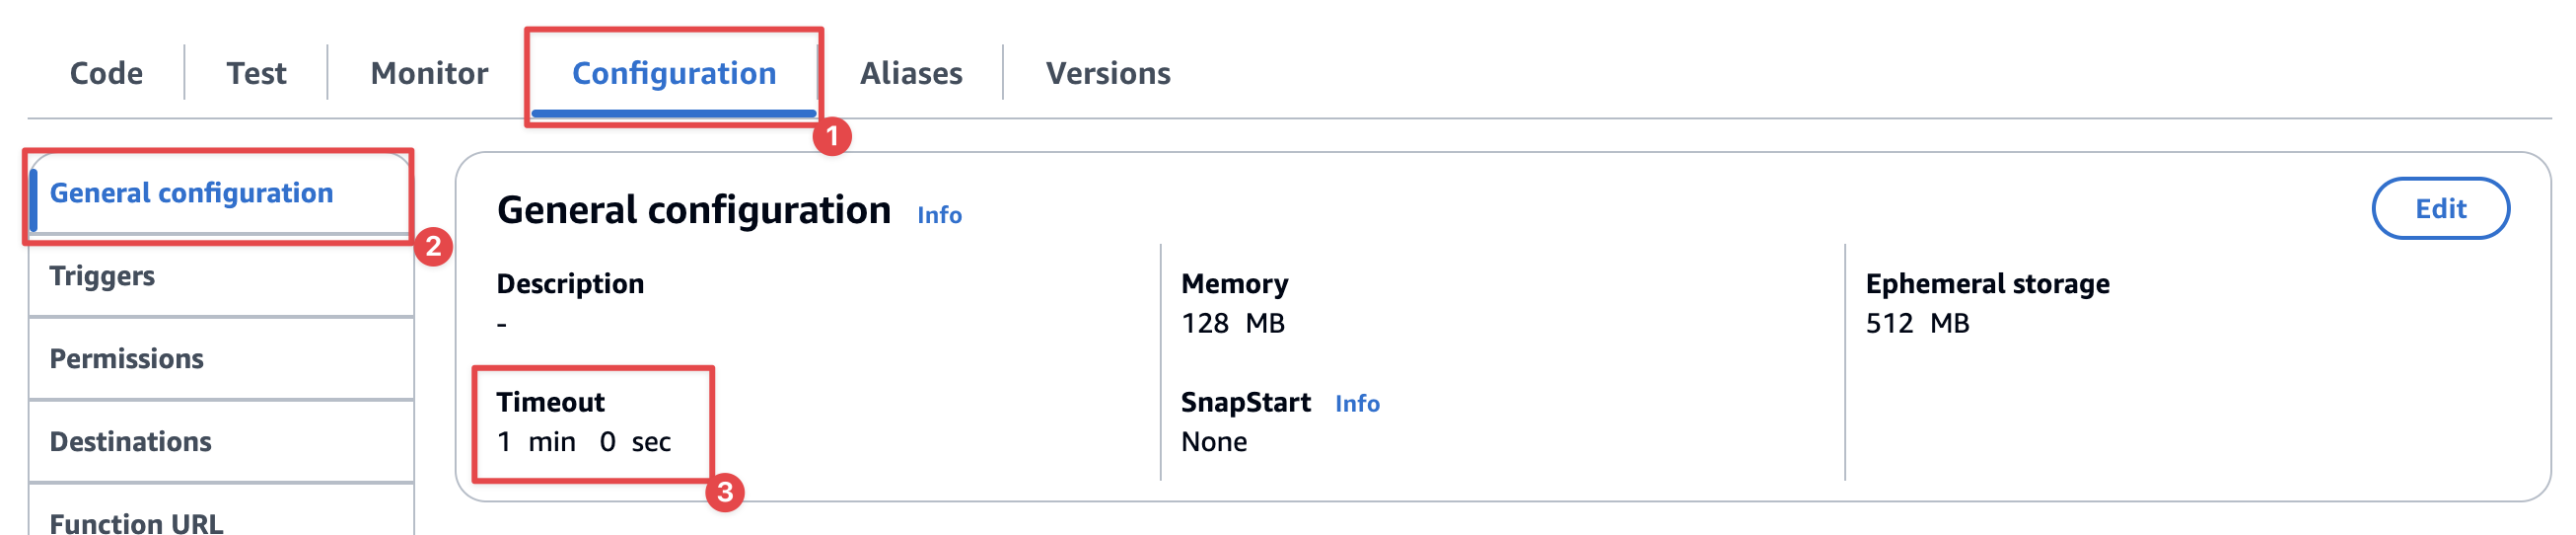 Code Test Monitor Configuration Aliases Versions
1
General configuration
2
Triggers
Permissions
Destinations
Function URL
General configuration Info
Edit
Description
-
Memory
128 MB
Ephemeral storage
512 MB
Timeout
1 min 0 sec
3
SnapStart Info
None